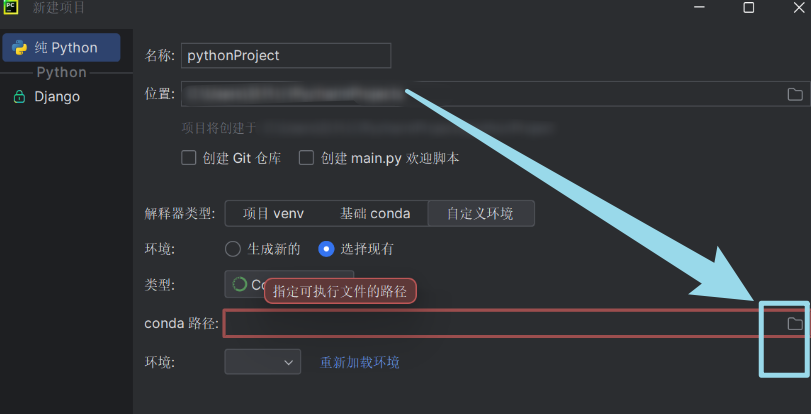 PC
新建项目
纯 Python
Python
Django
名称: pythonProject
位置:
项目将创建于
创建 Git 仓库 创建 main.py 欢迎脚本
解释器类型: 项目 venv 基础 conda 自定义环境
环境: 生成新的 选择现有
类型: Co
指定可执行文件的路径
conda 路径:
环境: 重新加载环境